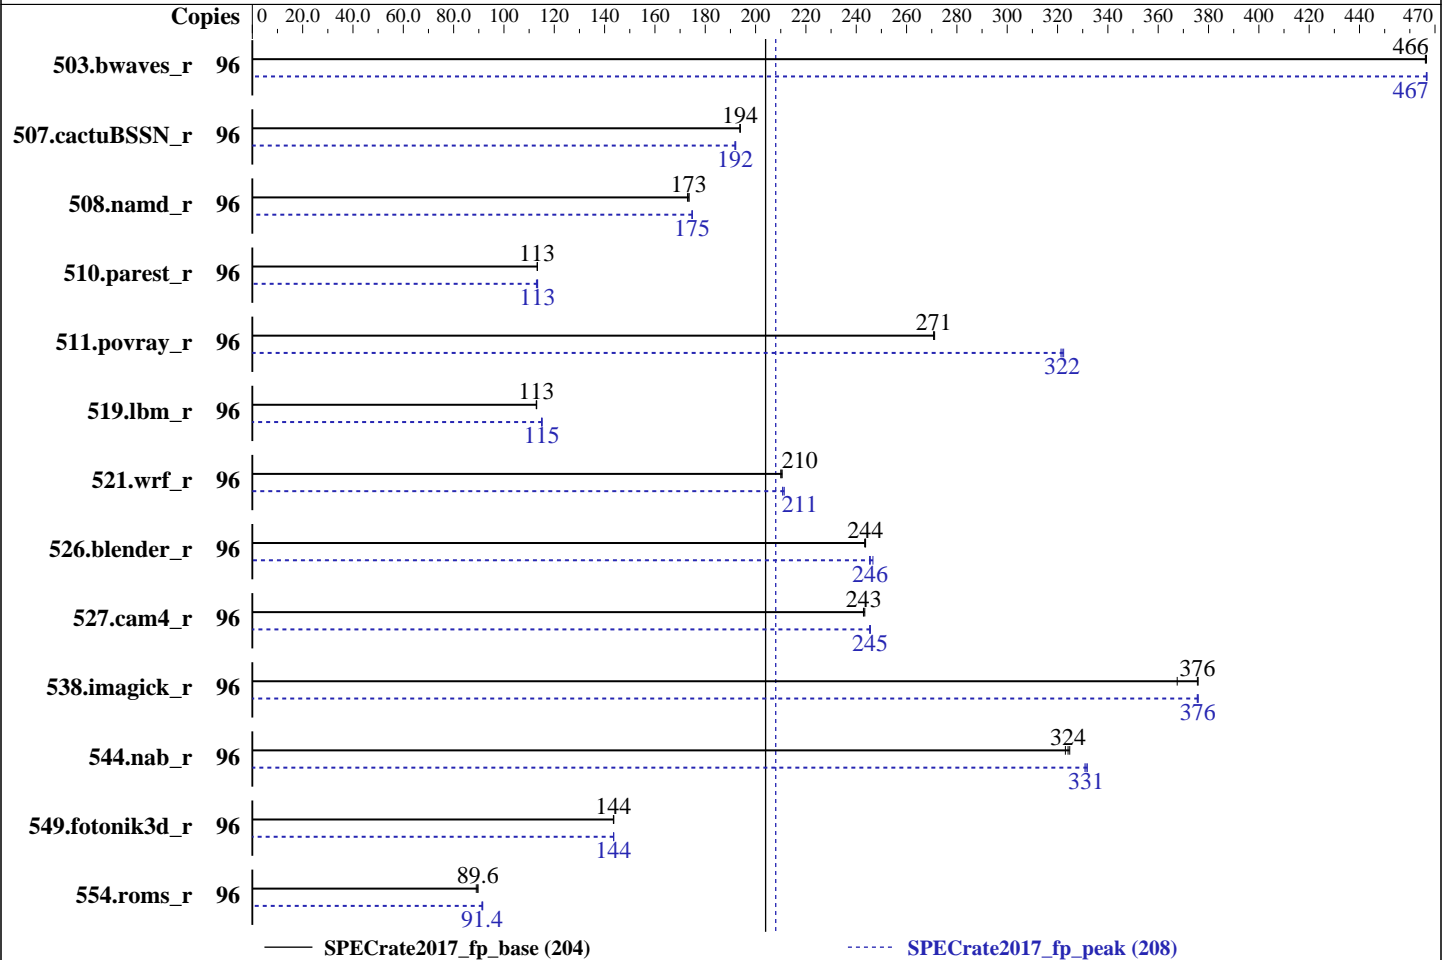 Copies 0 20.0 40.0 60.0 80.0 100 120 140 160 180 200 220 240 260 280 300 320 340 360 380 400 420 440 470
503.bwaves_r 96 466
467
507.cactuBSSN_r 96 194
192
508.namd_r 96 173
175
510.parest_r 96 113
113
511.povray_r 96 271
322
519.lbm_r 96 113
115
521.wrf_r 96 210
211
526.blender_r 96 244
246
527.cam4_r 96 243
245
538.imagick_r 96 376
376
544.nab_r 96 324
331
549.fotonik3d_r 96 144
144
554.roms_r 96 89.6
91.4
SPECrate2017_fp_base (204) SPECrate2017_fp_peak (208)